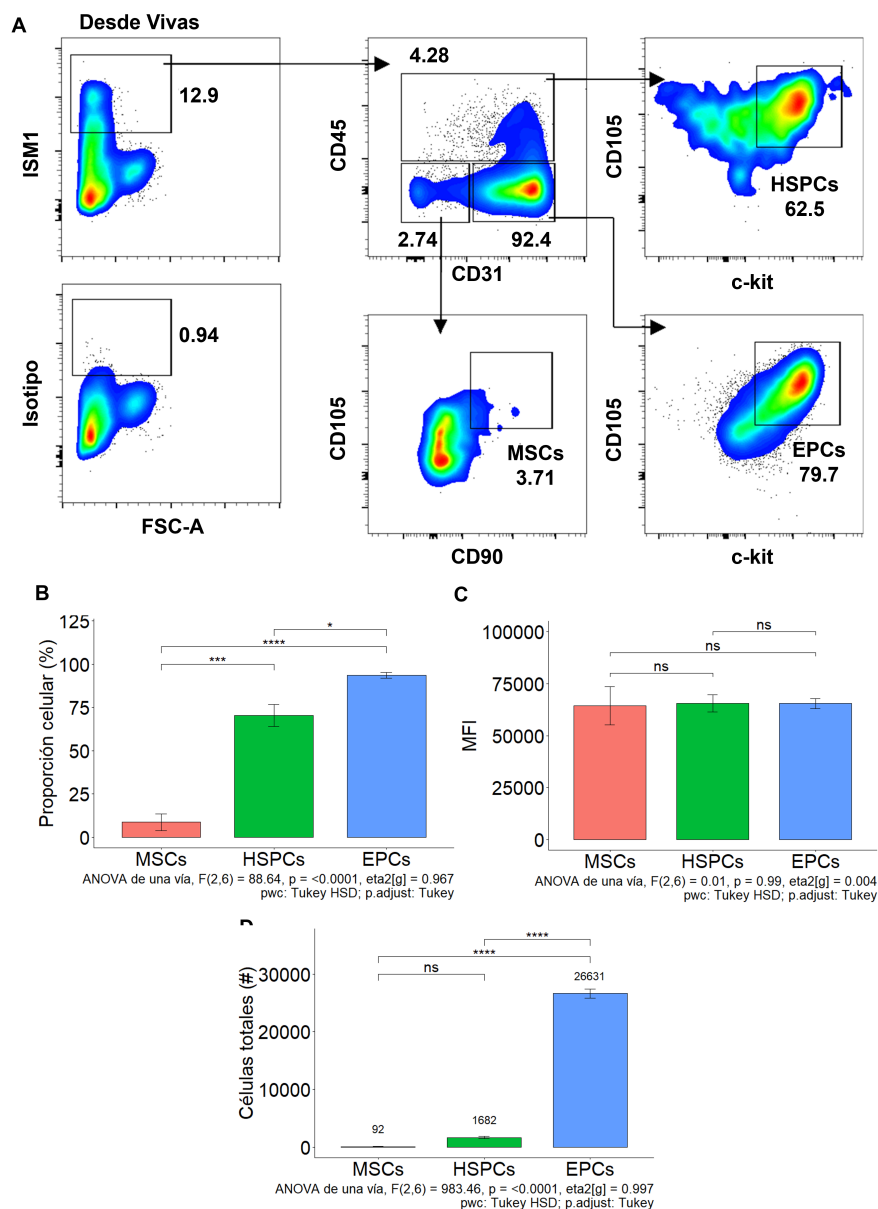 A
Desde Vivas
ISM1
12.9
4.28
CD45
2.74
92.4
CD31
CD105
HSPCs
62.5
c-kit
Isotipo
0.94
FSC-A
CD105
MSCs
3.71
CD90
CD105
EPCs
79.7
c-kit
B
Proporción celular (%)
125
100
75
50
25
0
*
****
***
MSCs HSPCs EPCs
ANOVA de una vía, F(2,6) = 88.64, p = <0.0001, eta2[g] = 0.967
pwc: Tukey HSD; p.adjust: Tukey
C
MFI
100000
75000
50000
25000
0
ns
ns
ns
MSCs HSPCs EPCs
ANOVA de una vía, F(2,6) = 0.01, p = 0.99, eta2[g] = 0.004
pwc: Tukey HSD; p.adjust: Tukey
D
Células totales (#)
30000
20000
10000
0
****
****
ns
92
1682
26631
MSCs HSPCs EPCs
ANOVA de una vía, F(2,6) = 983.46, p = <0.0001, eta2[g] = 0.997
pwc: Tukey HSD; p.adjust: Tukey